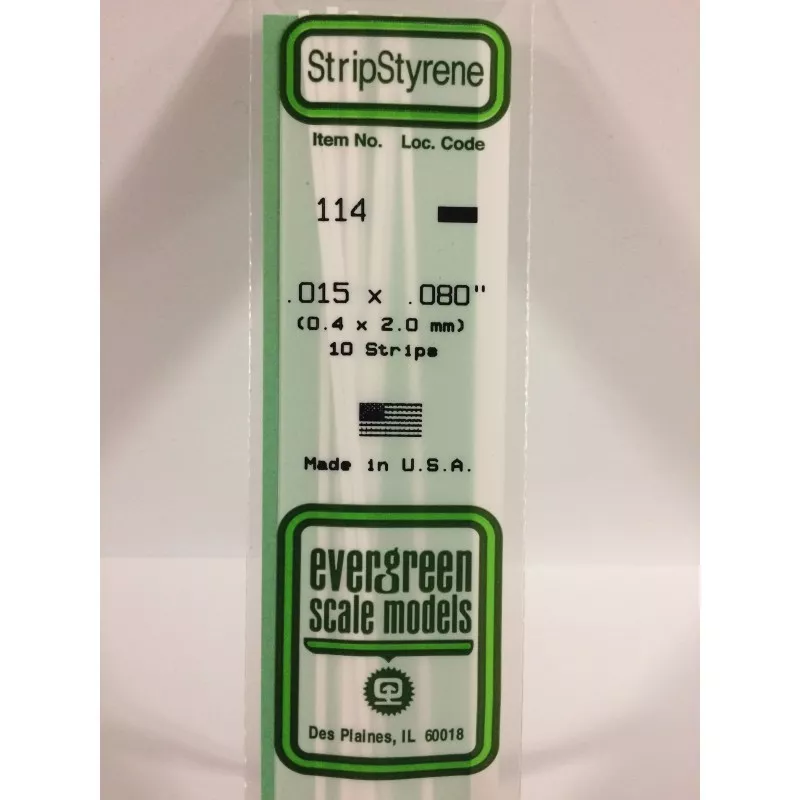 StripStyrene
Item No. Loc. Code
114
.015 x .080"
(0.4 x 2.0 mm)
10 Strips
Made in U.S.A.
evergreen
scale models
Des Plaines, IL 60018